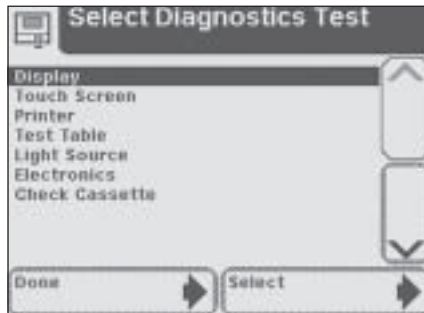 Select Diagnostics Test
Display
Touch Screen
Printer
Test Table
Light Source
Electronics
Check Cassette
Done
Select